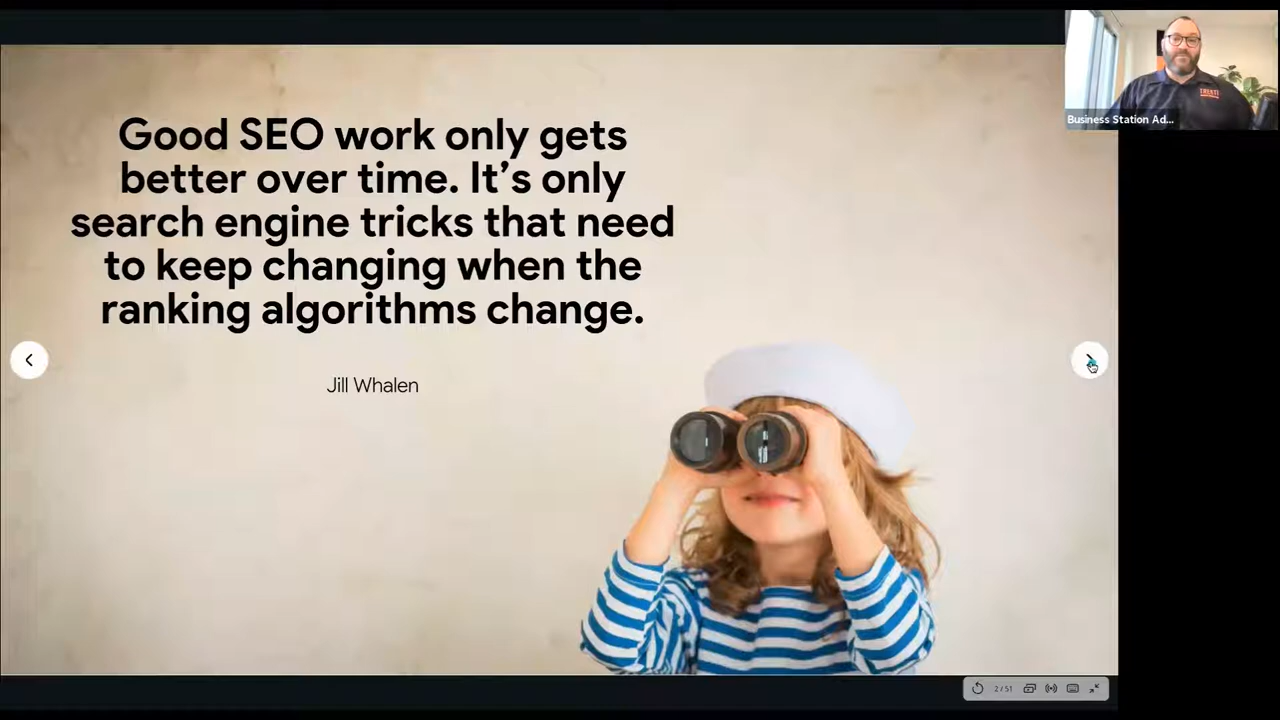 Good SEO work only gets
better over time. It’s only
search engine tricks that need
to keep changing when the
ranking algorithms change.
Jill Whalen
Business Station Ad...
2 / 51